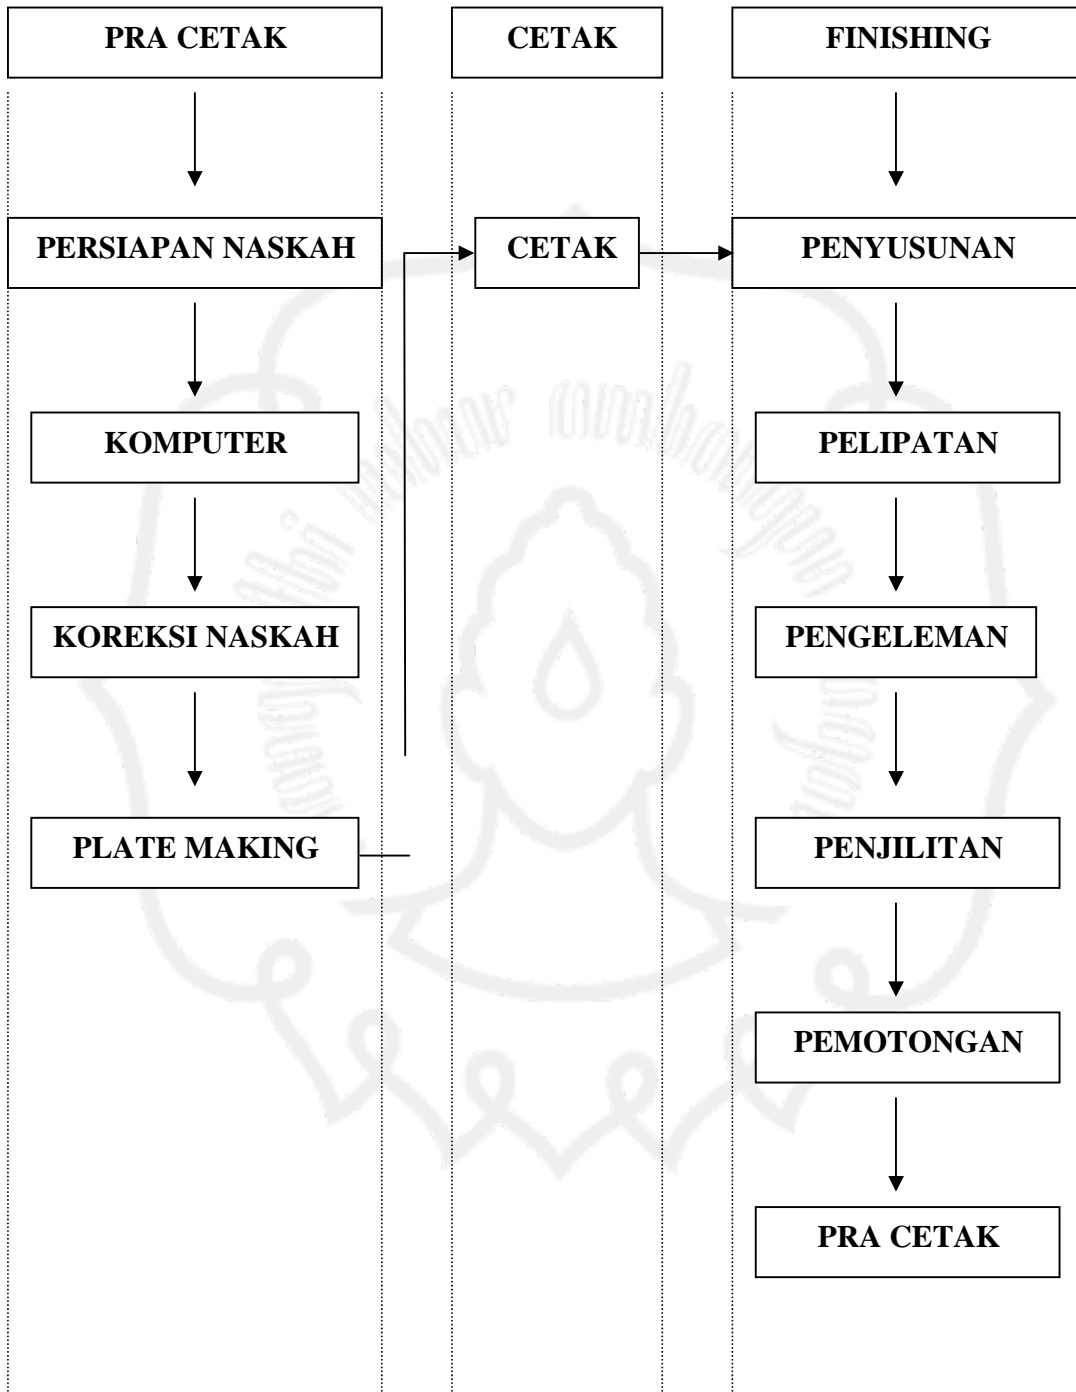 PRA CETAK
CETAK
FINISHING
PERSIAPAN NASKAH
CETAK
PENYUSUNAN
KOMPUTER
PELIPATAN
KOREKSI NASKAH
PENGELEMAN
PLATE MAKING
PENJILITAN
PEMOTONGAN
PRA CETAK